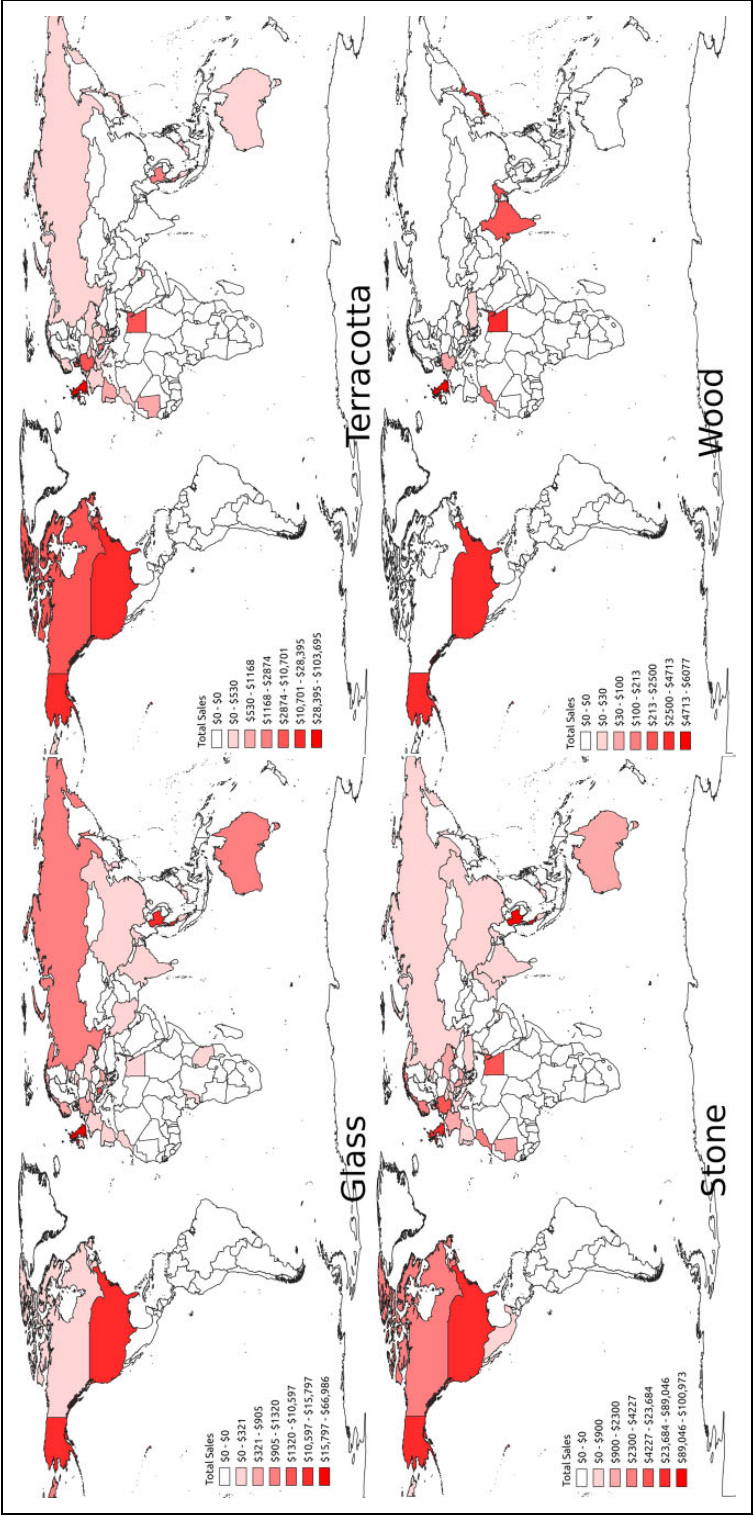 Total Sales
$0 - $0
$0 - $321
$321 - $905
$905 - $1320
$1320 - $10,597
$10,597 - $15,797
$15,797 - $66,986
Glass
Total Sales
$0 - $0
$0 - $530
$530 - $1168
$1168 - $2874
$2874 - $10,701
$10,701 - $28,395
$28,395 - $103,695
Terracotta
Total Sales
$0 - $0
$0 - $900
$900 - $2300
$2300 - $4227
$4227 - $23,684
$23,684 - $89,046
$89,046 - $100,973
Stone
Total Sales
$0 - $0
$0 - $30
$30 - $100
$100 - $213
$213 - $2500
$2500 - $4713
$4713 - $6077
Wood